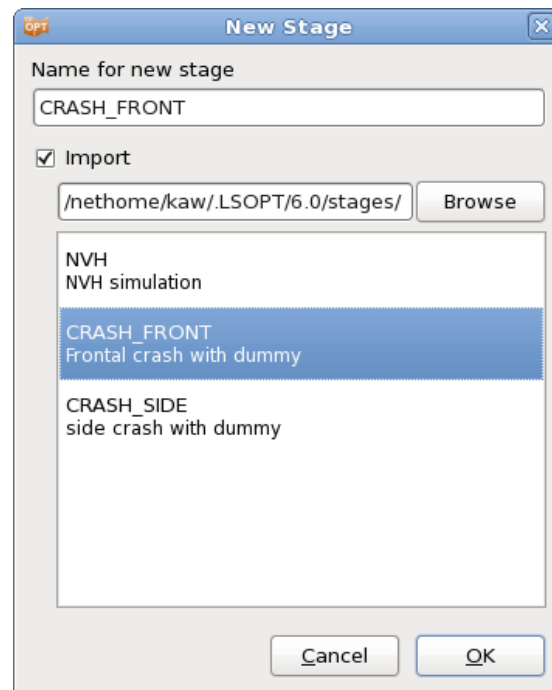 OPT New Stage
Name for new stage
CRASH_FRONT
Import
/nethome/kaw/.LSOPT/6.0/stages/ Browse
NVH
NVH simulation
CRASH_FRONT
Frontal crash with dummy
CRASH_SIDE
side crash with dummy
Cancel OK